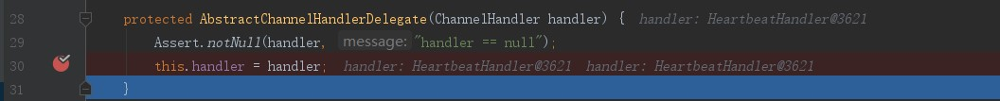 28 protected AbstractChannelHandlerDelegate(ChannelHandler handler) { handler: HeartbeatHandler@3621
29 Assert.notNull(handler, message: "handler == null");
30 this.handler = handler; handler: HeartbeatHandler@3621 handler: HeartbeatHandler@3621
31 }